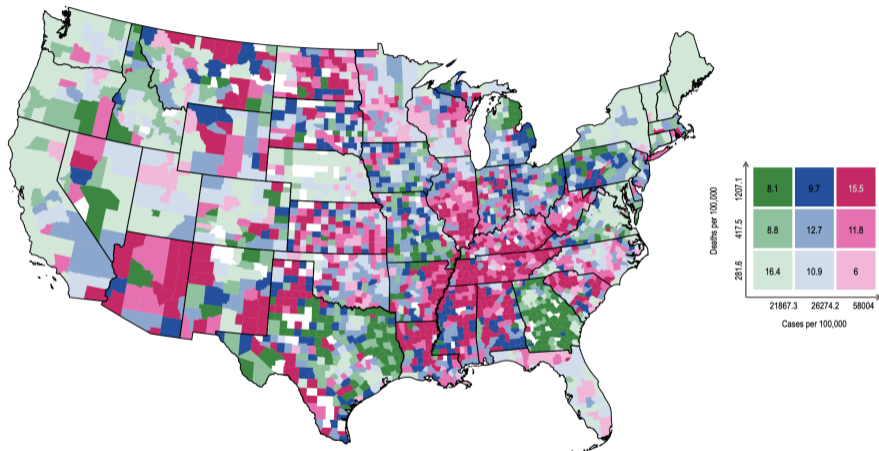 Deaths per 100,000
1207.1
417.5
281.6
8.1 9.7 15.5
8.8 12.7 11.8
16.4 10.9 6
21867.3 26274.2 58004
Cases per 100,000